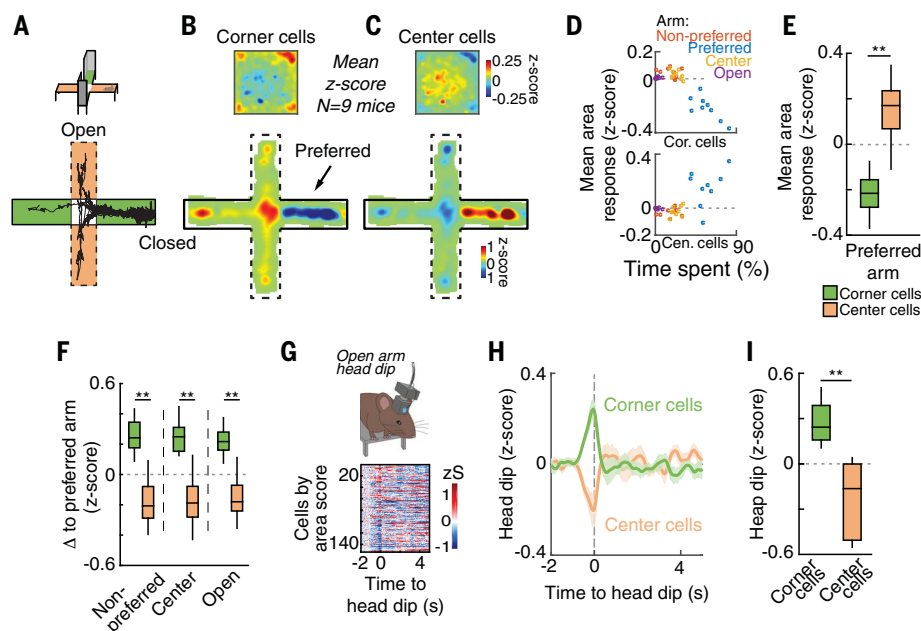 A
Open
Closed
B
Corner cells
Mean
z-score
N=9 mice
C
Center cells
0.25
-0.25
z-score
Preferred
1
1
z-score
D
Arm:
Non-preferred
Preferred
Center
Open
Mean area
response (z-score)
0.2
0
-0.4
Cor. cells
0.4
0
-0.2
Cen. cells
0
90
Time spent (%)
E
Mean area
response (z-score)
0.4
0
-0.4
**
Preferred
arm
Corner cells
Center cells
F
Δ to preferred arm
(z-score)
0.6
0
-0.6
**
**
**
Non-
preferred
Center
Open
G
Open arm
head dip
Cells by
area score
20
140
zS
1
0
-1
-2
0
4
Time to
head dip (s)
H
Head dip (z-score)
0.4
0
-0.4
Corner cells
Center cells
-2
0
2
4
Time to head dip (s)
I
Heap dip (z-score)
0.6
0
-0.6
**
Corner
cells
Center
cells